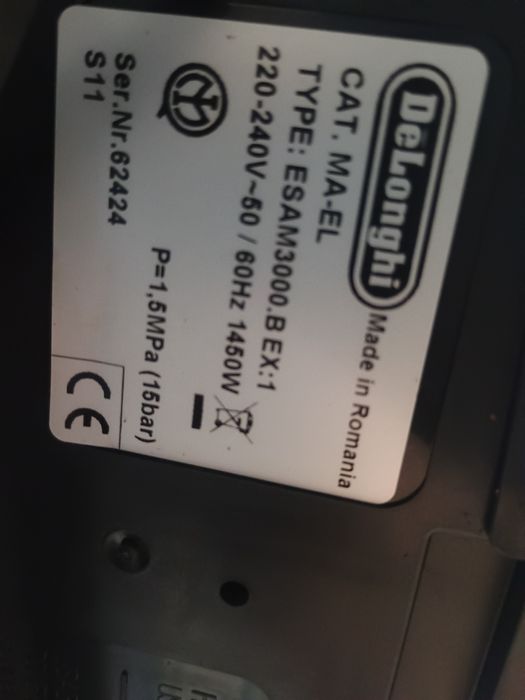 DeLonghi Made in Romania
CAT. MA-EL
TYPE: ESAM3000.B EX:1
220-240V~50 / 60Hz 1450W
P=1,5MPa (15bar)
Ser.Nr.62424
S11
CE